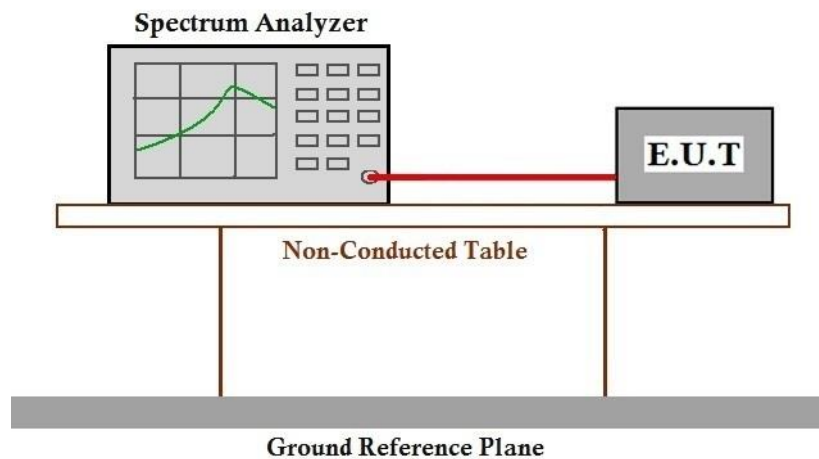 Spectrum Analyzer
E.U.T
Non-Conducted Table
Ground Reference Plane